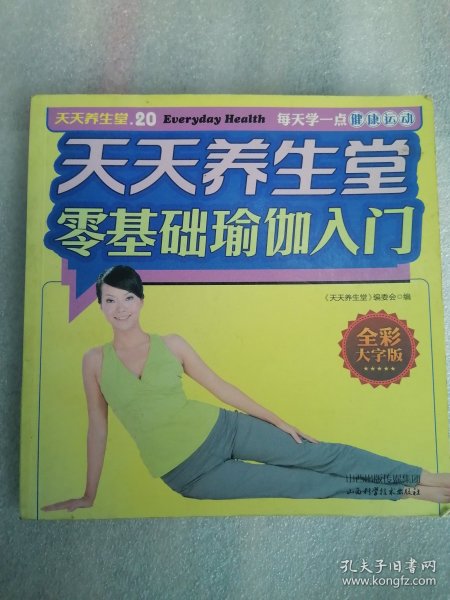 天天养生堂.20 Everyday Health 每天学一点健康运动
天天养生堂
零基础瑜伽入门
《天天养生堂》编委会○编
全彩
大字版
★★★★★
山西出版传媒集团
山西科学技术出版社
孔夫子旧书网
www.kongfz.com